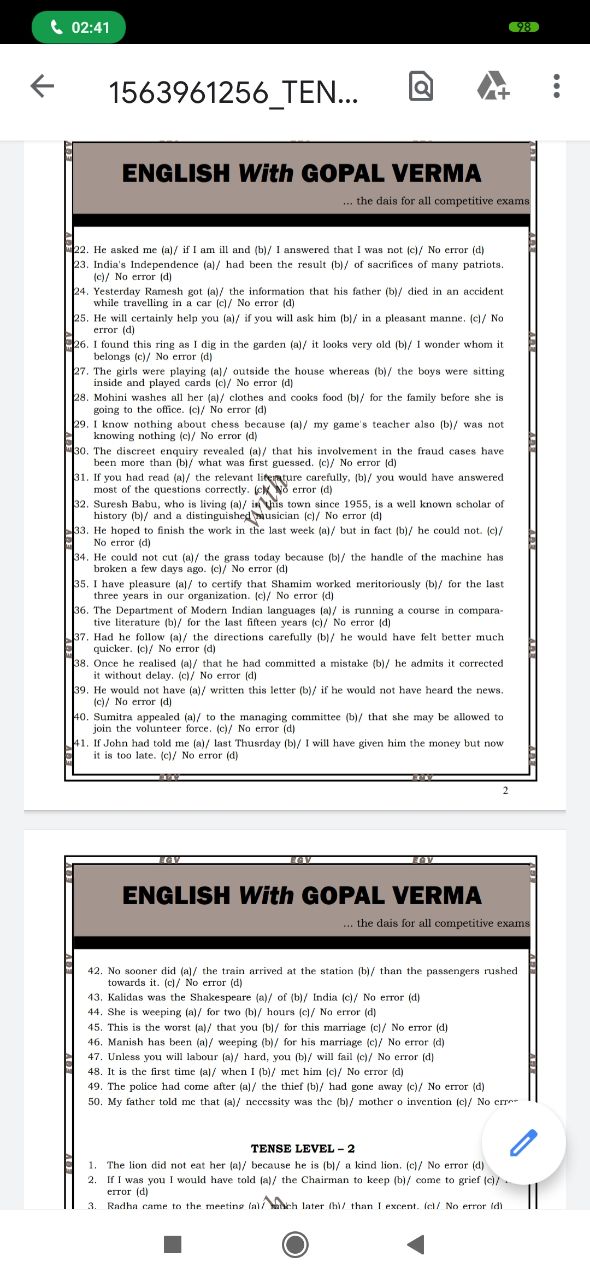 02:41
98
1563961256_TEN...
ENGLISH With GOPAL VERMA
... the dais for all competitive exams
22. He asked me (a)/ if I am ill and (b)/ I answered that I was not (c)/ No error (d)
23. India's Independence (a)/ had been the result (b)/ of sacrifices of many patriots.
(c)/ No error (d)
24. Yesterday Ramesh got (a)/ the information that his father (b)/ died in an accident
while travelling in a car (c)/ No error (d)
25. He will certainly help you (a)/ if you will ask him (b)/ in a pleasant manne. (c)/ No
error (d)
26. I found this ring as I dig in the garden (a)/ it looks very old (b)/ I wonder whom it
belongs (c)/ No error (d)
27. The girls were playing (a)/ outside the house whereas (b)/ the boys were sitting
inside and played cards (c)/ No error (d)
28. Mohini washes all her (a)/ clothes and cooks food (b)/ for the family before she is
going to the office. (c)/ No error (d)
29. I know nothing about chess because (a)/ my game's teacher also (b)/ was not
knowing nothing (c)/ No error (d)
30. The discreet enquiry revealed (a)/ that his involvement in the fraud cases have
been more than (b)/ what was first guessed. (c)/ No error (d)
31. If you had read (a)/ the relevant literature carefully, (b)/ you would have answered
most of the questions correctly. (c)/ No error (d)
32. Suresh Babu, who is living (a)/ in this town since 1955, is a well known scholar of
history (b)/ and a distinguished musician (c)/ No error (d)
with
33. He hoped to finish the work in the last week (a)/ but in fact (b)/ he could not. (c)/
No error (d)
34. He could not cut (a)/ the grass today because (b)/ the handle of the machine has
broken a few days ago. (c)/ No error (d)
35. I have pleasure (a)/ to certify that Shamim worked meritoriously (b)/ for the last
three years in our organization. (c)/ No error (d)
36. The Department of Modern Indian languages (a)/ is running a course in compara-
tive literature (b)/ for the last fifteen years (c)/ No error (d)
37. Had he follow (a)/ the directions carefully (b)/ he would have felt better much
quicker. (c)/ No error (d)
38. Once he realised (a)/ that he had committed a mistake (b)/ he admits it corrected
it without delay. (c)/ No error (d)
39. He would not have (a)/ written this letter (b)/ if he would not have heard the news.
(c)/ No error (d)
40. Sumitra appealed (a)/ to the managing committee (b)/ that she may be allowed to
join the volunteer force. (c)/ No error (d)
41. If John had told me (a)/ last Thusrday (b)/ I will have given him the money but now
it is too late. (c)/ No error (d)
EGV EGV
2
EGV EGV EGV
ENGLISH With GOPAL VERMA
... the dais for all competitive exams
42. No sooner did (a)/ the train arrived at the station (b)/ than the passengers rushed
towards it. (c)/ No error (d)
43. Kalidas was the Shakespeare (a)/ of (b)/ India (c)/ No error (d)
44. She is weeping (a)/ for two (b)/ hours (c)/ No error (d)
45. This is the worst (a)/ that you (b)/ for this marriage (c)/ No error (d)
46. Manish has been (a)/ weeping (b)/ for his marriage (c)/ No error (d)
47. Unless you will labour (a)/ hard, you (b)/ will fail (c)/ No error (d)
48. It is the first time (a)/ when I (b)/ met him (c)/ No error (d)
49. The police had come after (a)/ the thief (b)/ had gone away (c)/ No error (d)
50. My father told me that (a)/ necessity was the (b)/ mother o invention (c)/ No error
TENSE LEVEL – 2
1. The lion did not eat her (a)/ because he is (b)/ a kind lion. (c)/ No error (d)
2. If I was you I would have told (a)/ the Chairman to keep (b)/ come to grief (c)/
error (d)
3. Radha came to the meeting (a)/ much later (b)/ than I except. (c)/ No error (d)